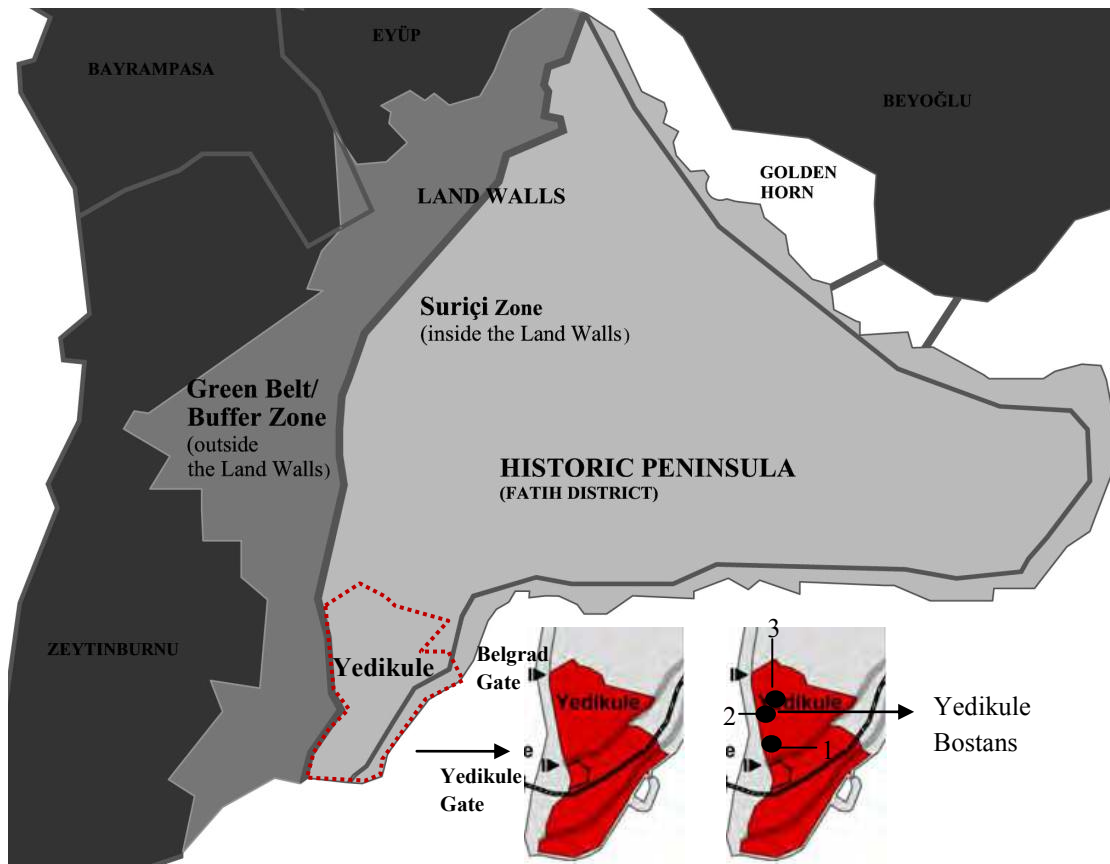 EYÜP
BAYRAMPASA
BEYOĞLU
GOLDEN
HORN
LAND WALLS
Suriçi Zone
(inside the Land Walls)
Green Belt/
Buffer Zone
(outside
the Land Walls)
HISTORIC PENINSULA
(FATIH DISTRICT)
ZEYTINBURNU
Yedikule
Belgrad
Gate
Yedikule
Gate
Yedikule
e
3
Yedikule
2
1
e
Yedikule
Bostans